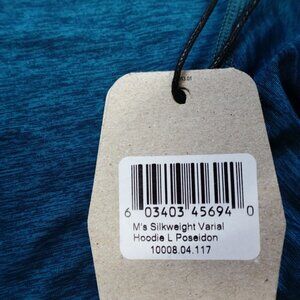 6 03403 45694 0
M's Silkweight Varial
Hoodie L Poseidon
10008.04.117